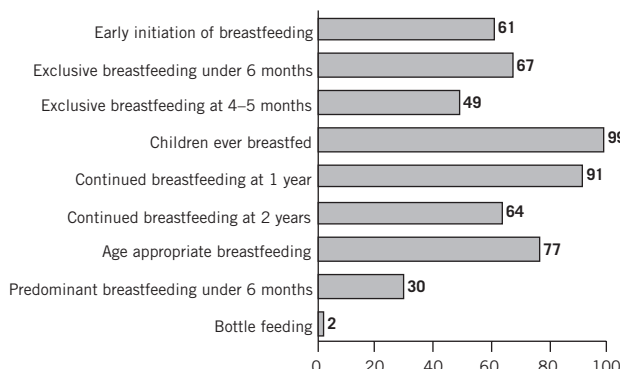 Early initiation of breastfeeding 61
Exclusive breastfeeding under 6 months 67
Exclusive breastfeeding at 4–5 months 49
Children ever breastfed 99
Continued breastfeeding at 1 year 91
Continued breastfeeding at 2 years 64
Age appropriate breastfeeding 77
Predominant breastfeeding under 6 months 30
Bottle feeding 2
0 20 40 60 80 100